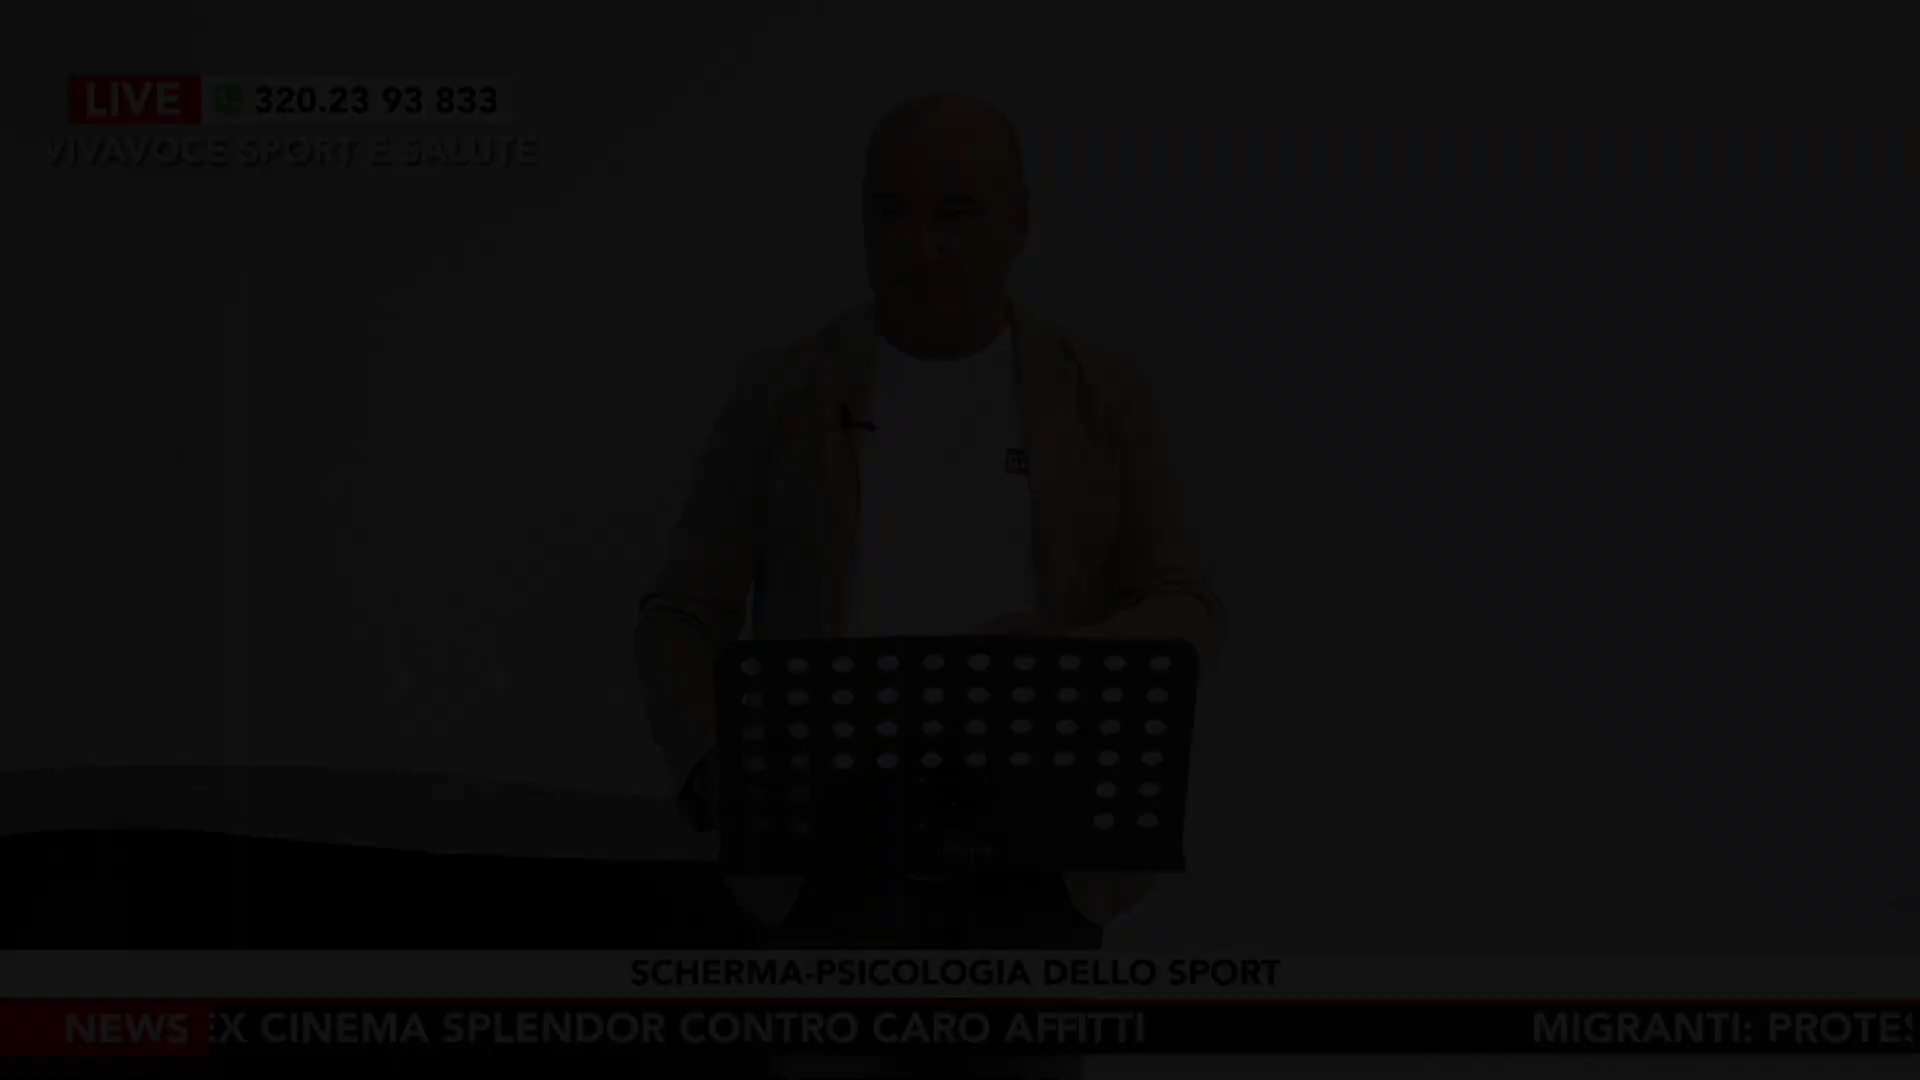 LIVE 320.23 93 833
VIVAVOCE SPORT E SALUTE
SCHERMA-PSICOLOGIA DELLO SPORT
NEWS EX CINEMA SPLENDOR CONTRO CARO AFFITTI MIGRANTI: